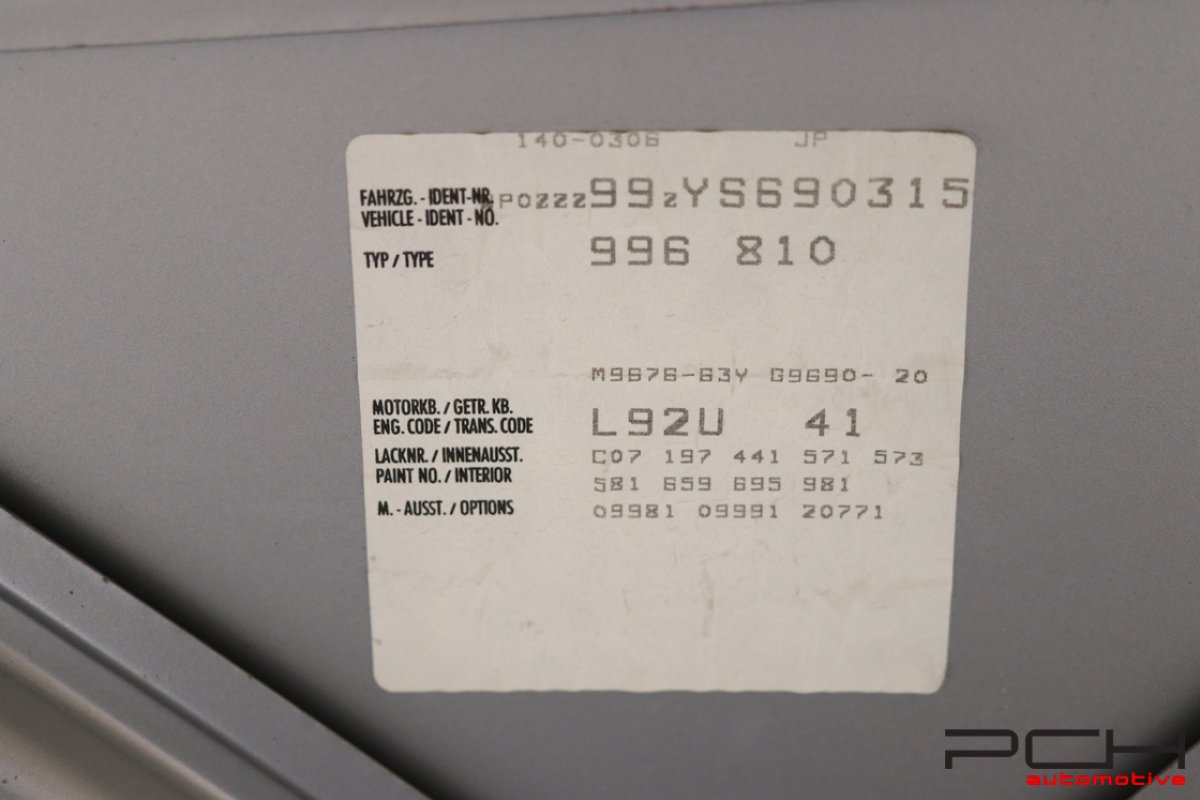 140-0306 JP
FAHRZG. - IDENT-NR. WP0ZZZ99ZYS690315
VEHICLE - IDENT - NO.
TYP / TYPE 996 810
M9676-63Y G9690- 20
MOTORKB. / GETR. KB.
ENG. CODE / TRANS. CODE L92U 41
LACKNR. / INNENAUSST. C07 197 441 571 573
PAINT NO. / INTERIOR 581 659 695 981
M. - AUSST. / OPTIONS 09981 09991 20771
PCH
automotive